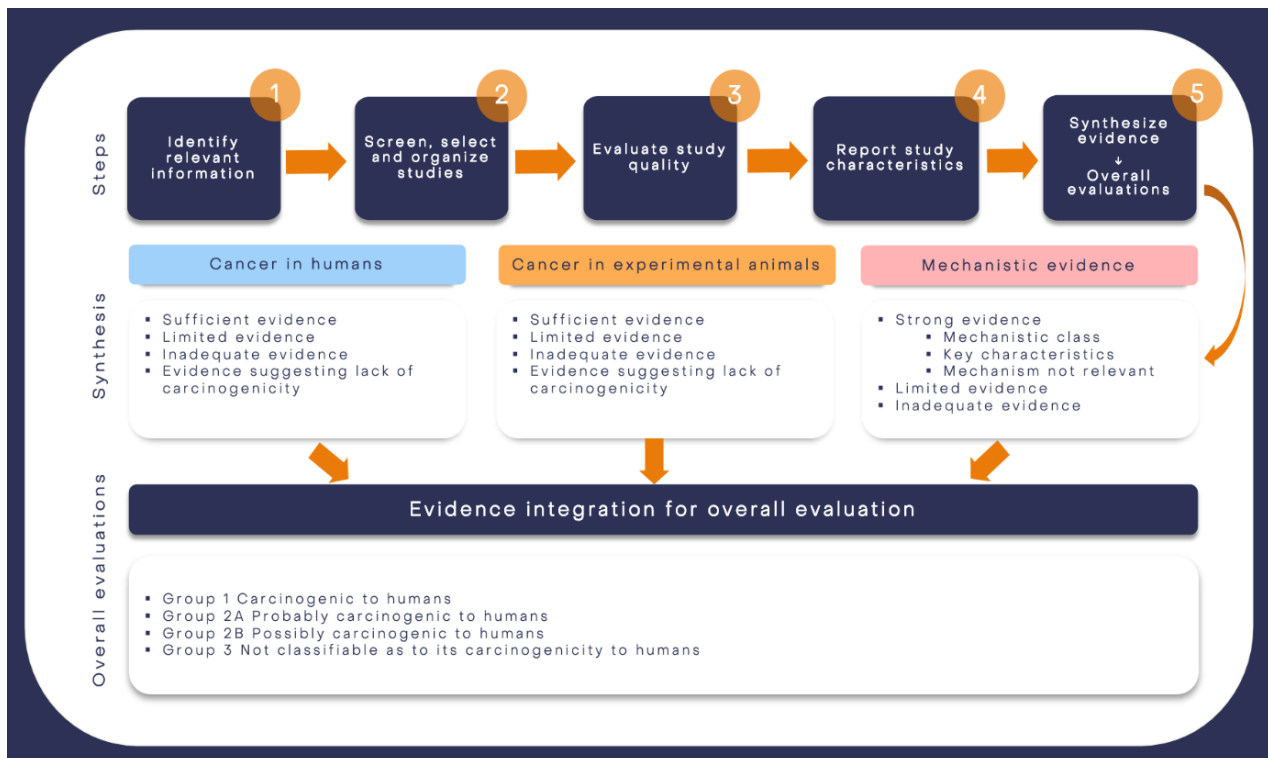 Steps
1
Identify
relevant
information
2
Screen, select
and organize
studies
3
Evaluate study
quality
4
Report study
characteristics
5
Synthesize
evidence
↓
Overall
evaluations
Synthesis
Cancer in humans
▪ Sufficient evidence
▪ Limited evidence
▪ Inadequate evidence
▪ Evidence suggesting lack of
carcinogenicity
Cancer in experimental animals
▪ Sufficient evidence
▪ Limited evidence
▪ Inadequate evidence
▪ Evidence suggesting lack of
carcinogenicity
Mechanistic evidence
▪ Strong evidence
▪ Mechanistic class
▪ Key characteristics
▪ Mechanism not relevant
▪ Limited evidence
▪ Inadequate evidence
Overall evaluations
Evidence integration for overall evaluation
▪ Group 1 Carcinogenic to humans
▪ Group 2A Probably carcinogenic to humans
▪ Group 2B Possibly carcinogenic to humans
▪ Group 3 Not classifiable as to its carcinogenicity to humans